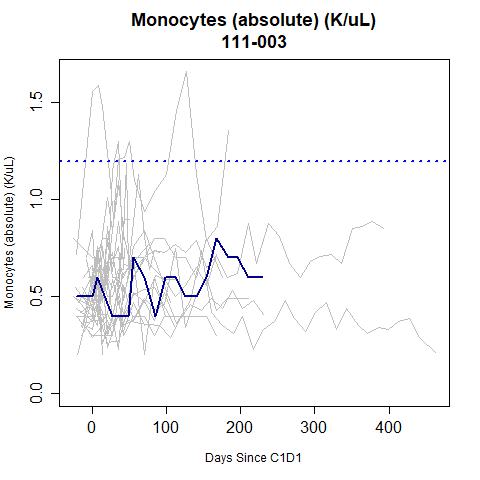 Monocytes (absolute) (K/uL)
111-003
Monocytes (absolute) (K/uL)
1.5
1.0
0.5
0.0
0 100 200 300 400
Days Since C1D1